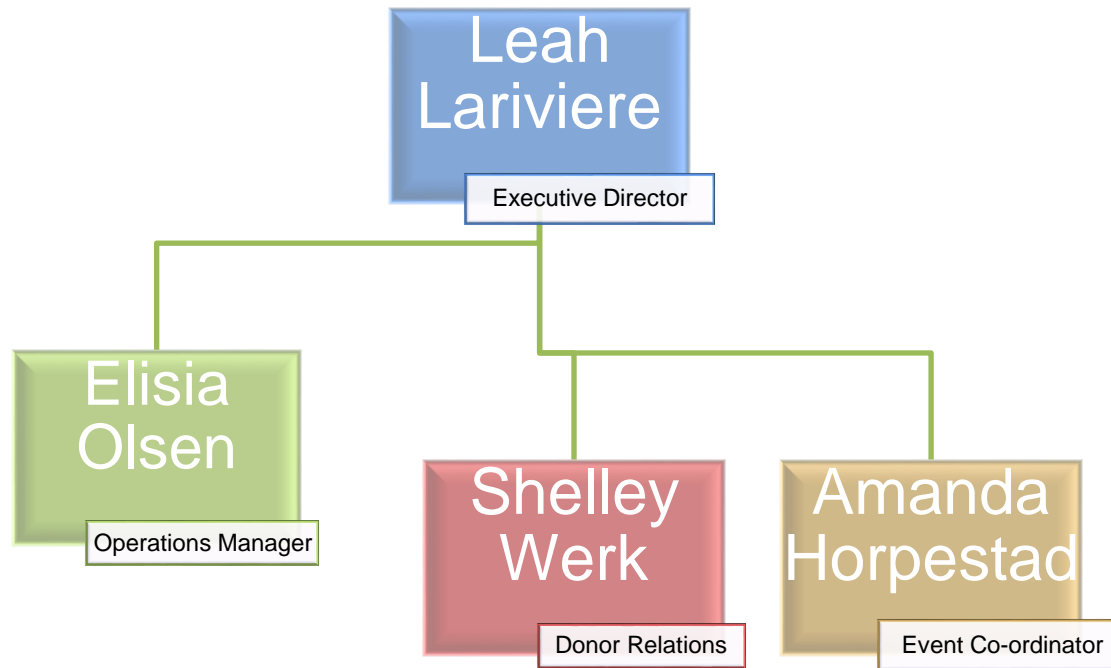 Leah
Lariviere
Executive Director
Elisia
Olsen
Operations Manager
Shelley
Werk
Donor Relations
Amanda
Horpestad
Event Co-ordinator